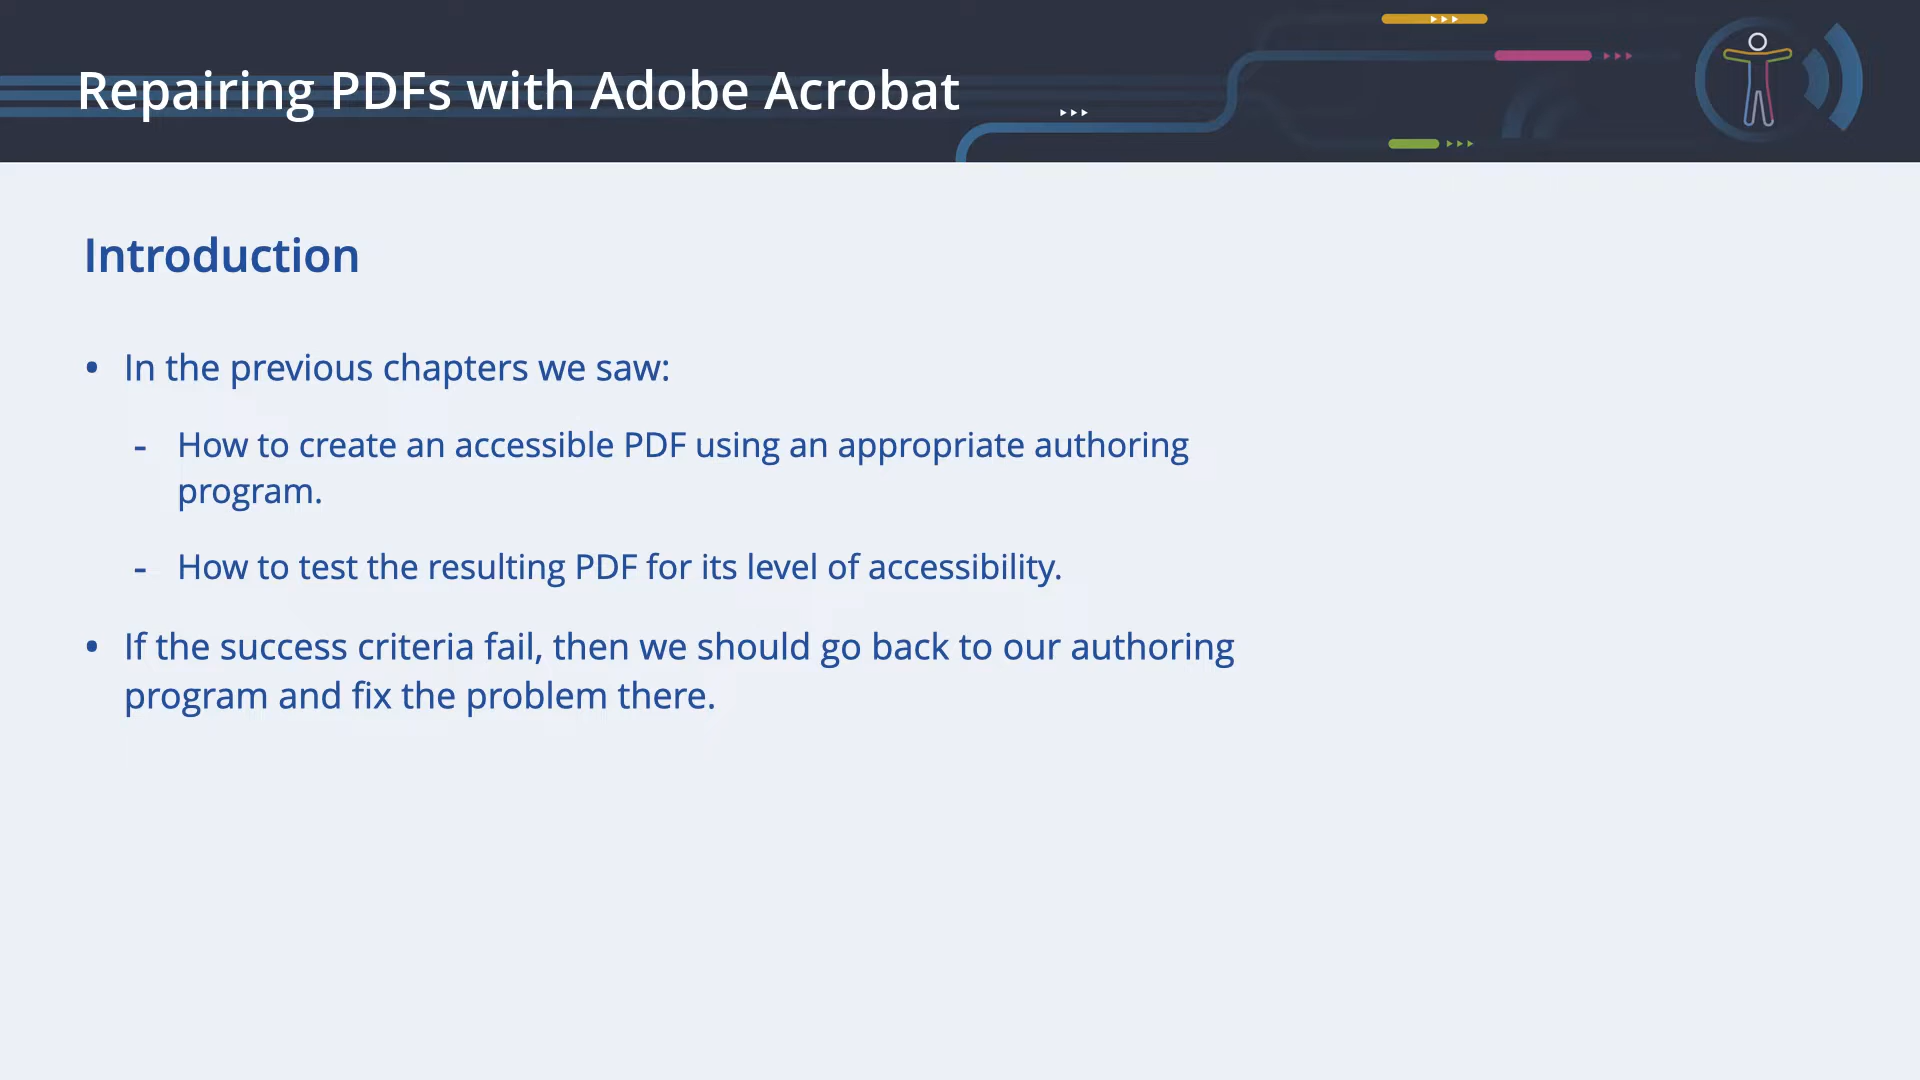 Repairing PDFs with Adobe Acrobat
Introduction
• In the previous chapters we saw:
- How to create an accessible PDF using an appropriate authoring
program.
- How to test the resulting PDF for its level of accessibility.
• If the success criteria fail, then we should go back to our authoring
program and fix the problem there.